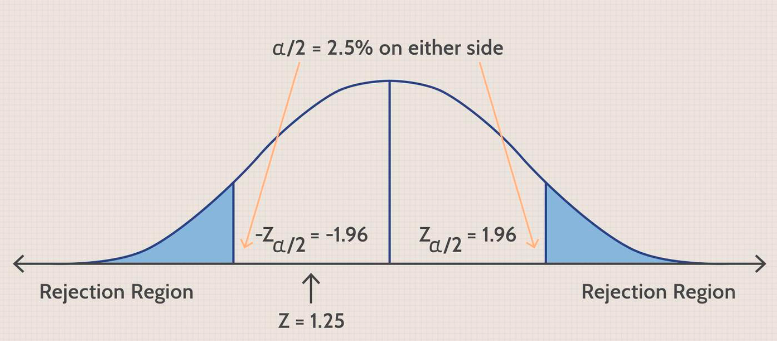 α/2 = 2.5% on either side
-Zα/2 = -1.96
Zα/2 = 1.96
Rejection Region
Rejection Region
Z = 1.25